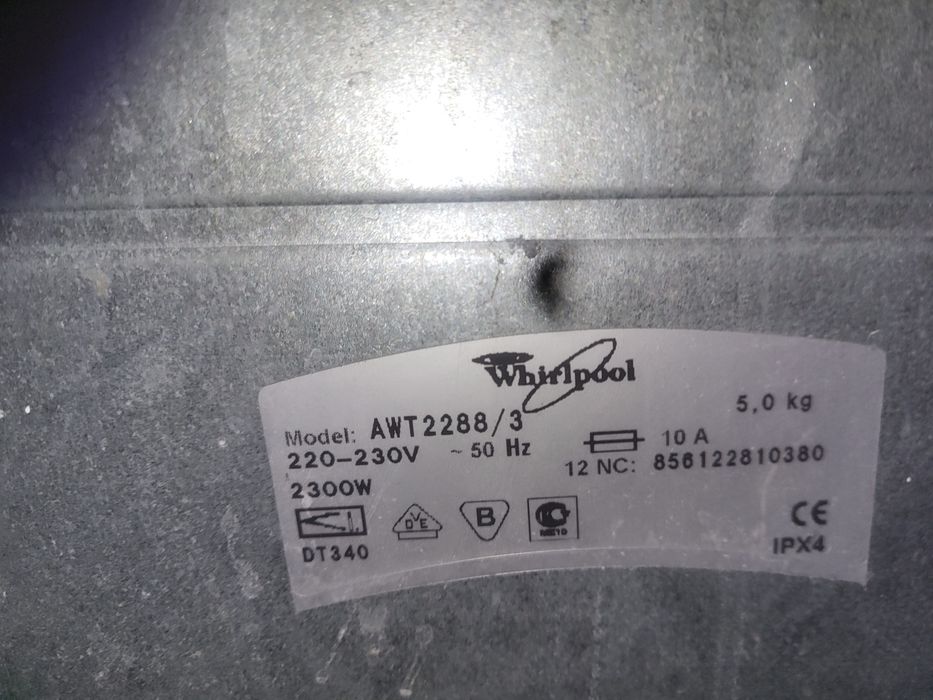 Whirlpool
5,0 kg
Model: AWT2288/3
220-230V ~ 50 Hz
10 A
2300W
12 NC: 856122810380
DVE
B
CE
DT340
IPX4